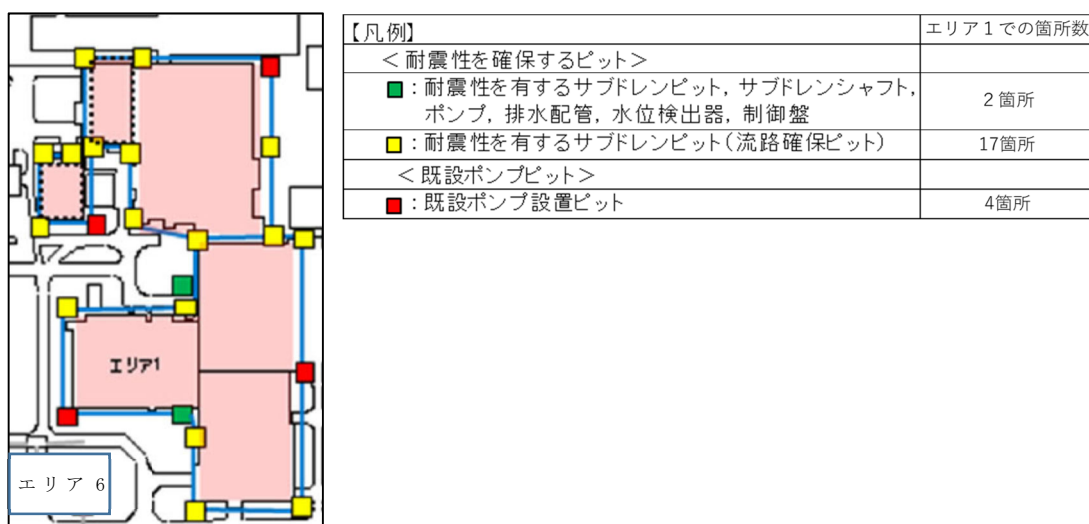 エリア1
エリア 6
【凡例】
エリア1での箇所数
＜耐震性を確保するピット＞
■：耐震性を有するサブドレンピット，サブドレンシャフト，
ポンプ，排水配管，水位検出器，制御盤
2箇所
■：耐震性を有するサブドレンピット（流路確保ピット）
17箇所
＜既設ポンプピット＞
■：既設ポンプ設置ピット
4箇所